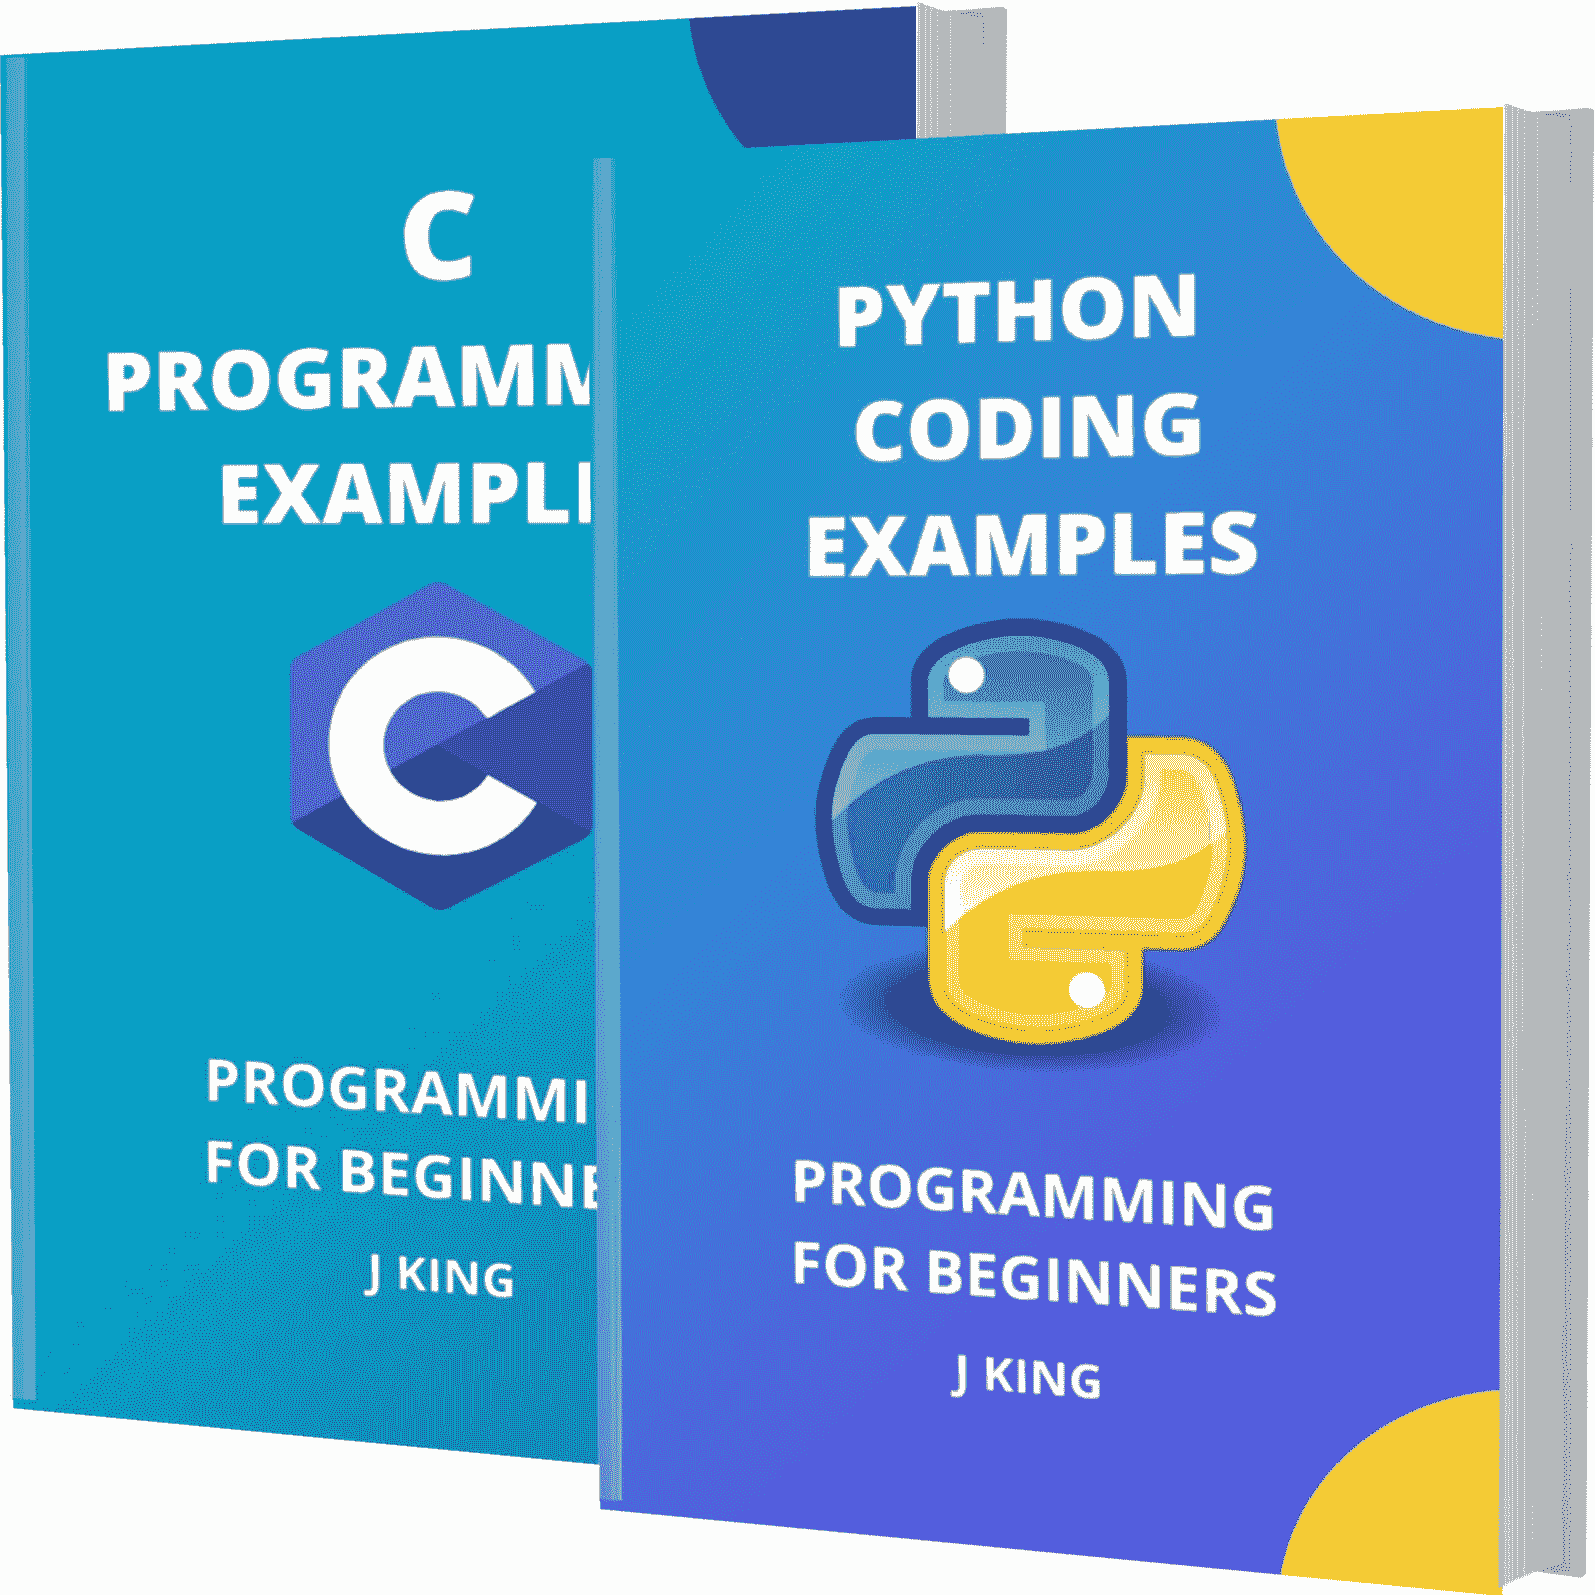 C
PROGRAMM
EXAMPL
PROGRAMMI
FOR BEGINNE
J KING
PYTHON
CODING
EXAMPLES
PROGRAMMING
FOR BEGINNERS
J KING